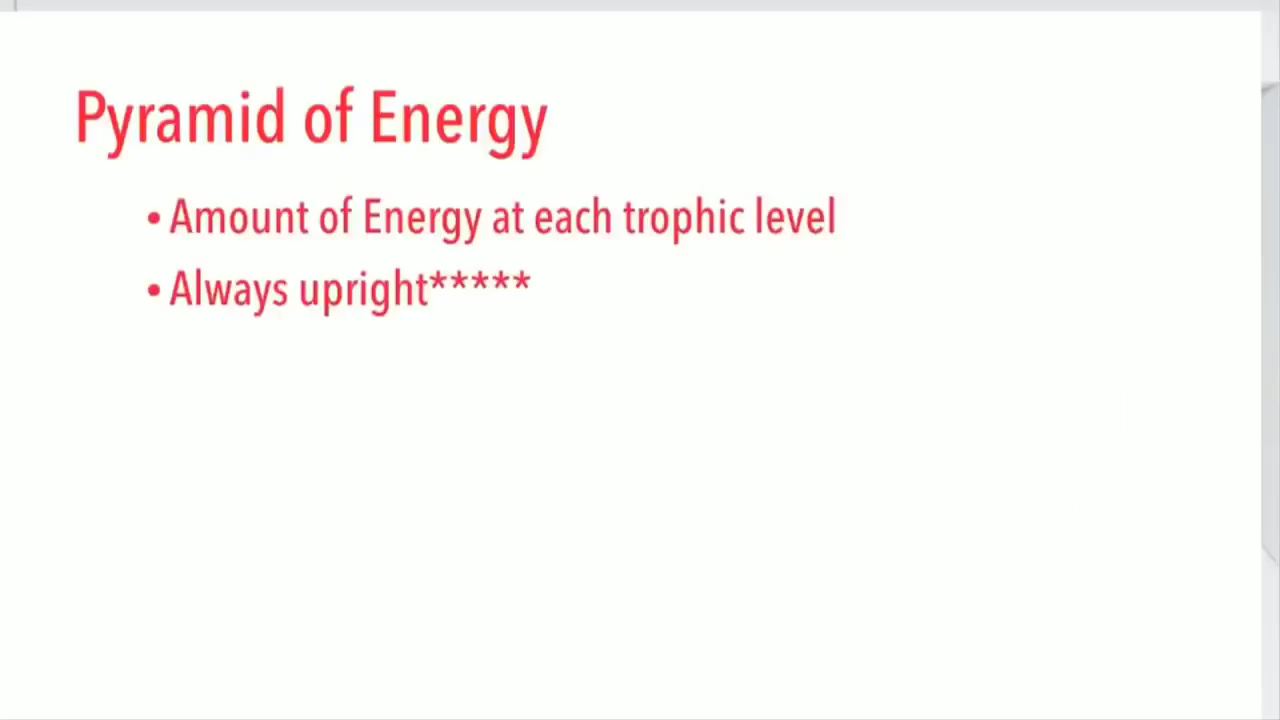 Pyramid of Energy
• Amount of Energy at each trophic level
• Always upright*****